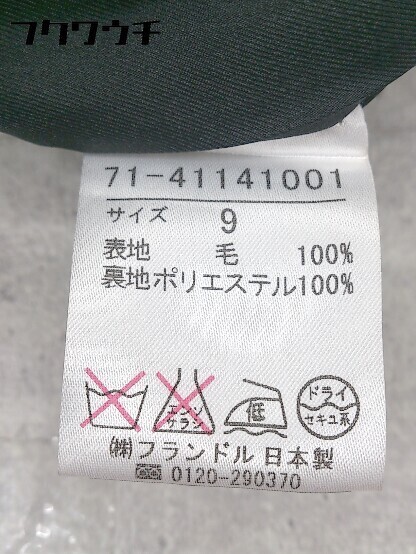 フクウウチ
71-41141001
サイズ 9
表地 毛 100%
裏地ポリエステル100%
エンソ
サラシ
低
ドライ
セキユ系
㈱フランドル 日本製
0120-290370